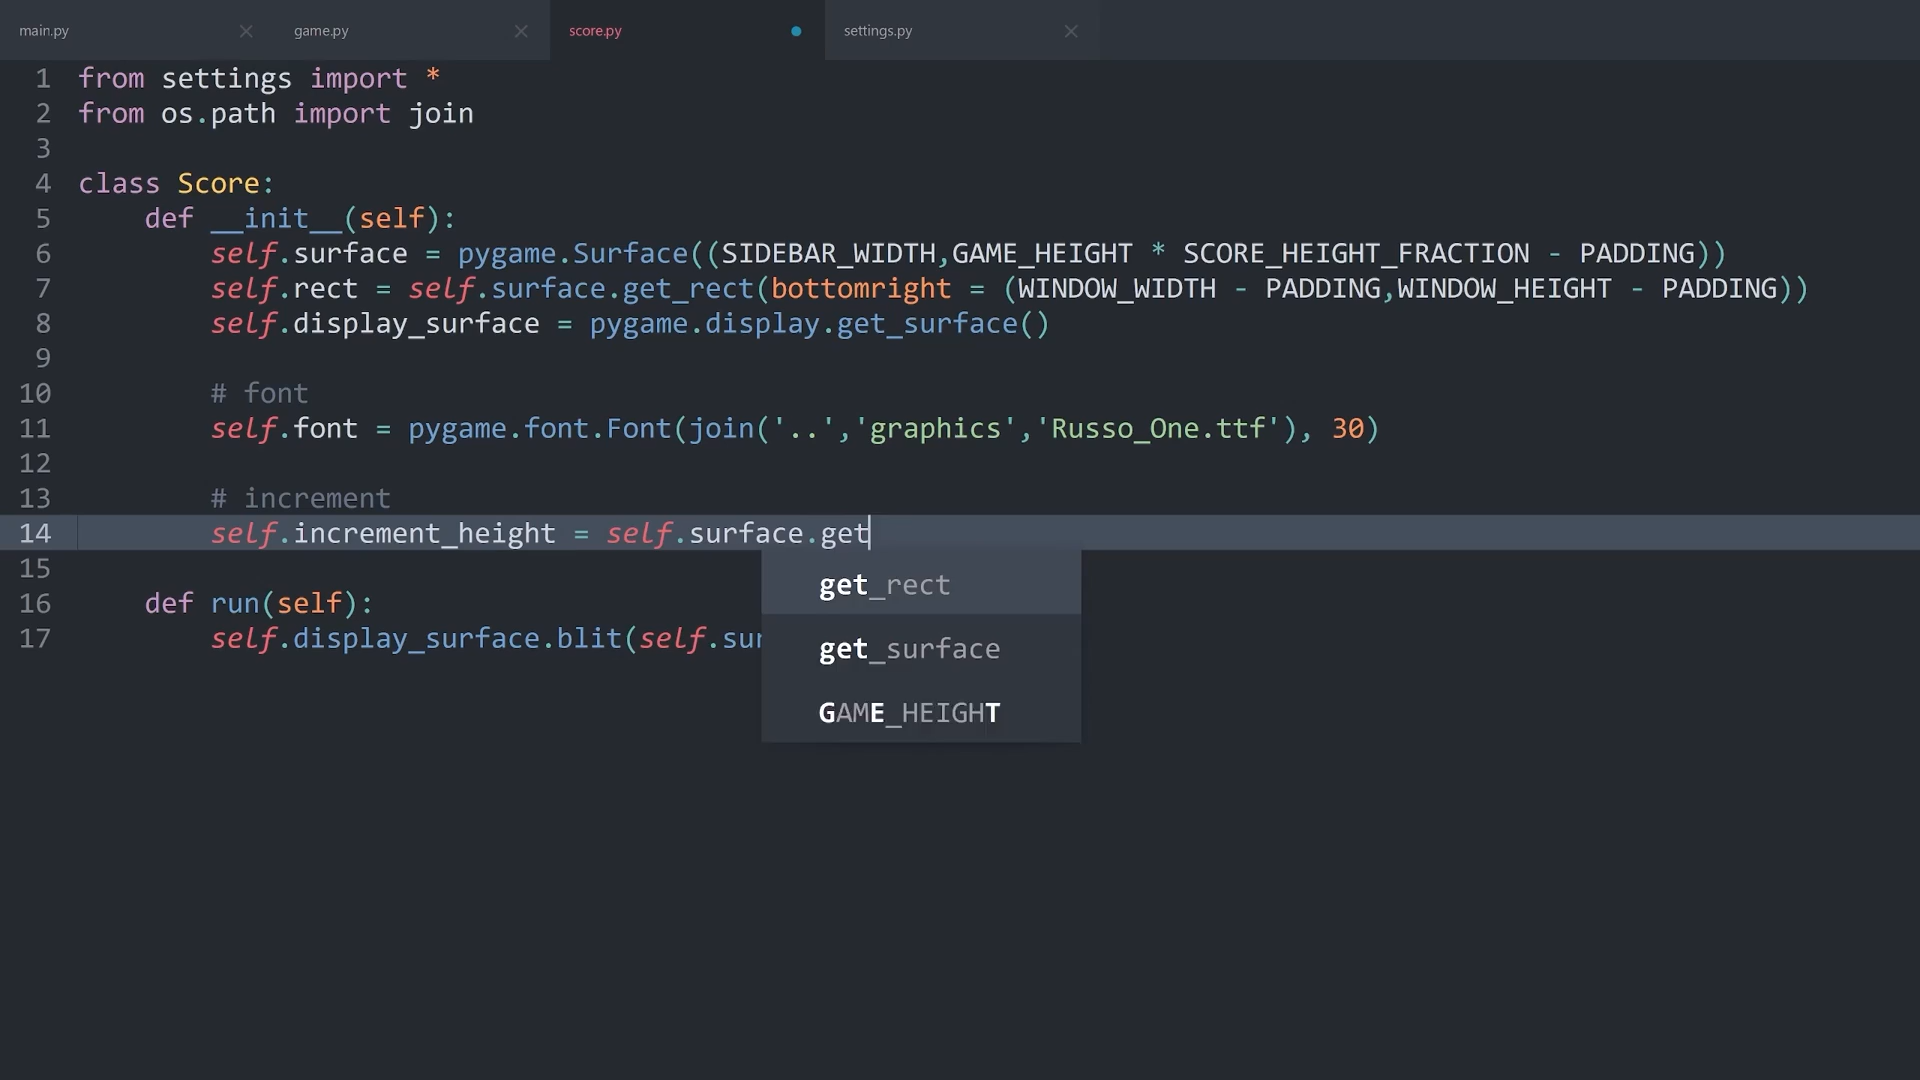 main.py
game.py
score.py
settings.py
1 from settings import *
2 from os.path import join
3
4 class Score:
5 def __init__(self):
6 self.surface = pygame.Surface((SIDEBAR_WIDTH,GAME_HEIGHT * SCORE_HEIGHT_FRACTION - PADDING))
7 self.rect = self.surface.get_rect(bottomright = (WINDOW_WIDTH - PADDING,WINDOW_HEIGHT - PADDING))
8 self.display_surface = pygame.display.get_surface()
9
10 # font
11 self.font = pygame.font.Font(join('..','graphics','Russo_One.ttf'), 30)
12
13 # increment
14 self.increment_height = self.surface.get
15
get_rect
16 def run(self):
17 self.display_surface.blit(self.sur
get_surface
GAME_HEIGHT